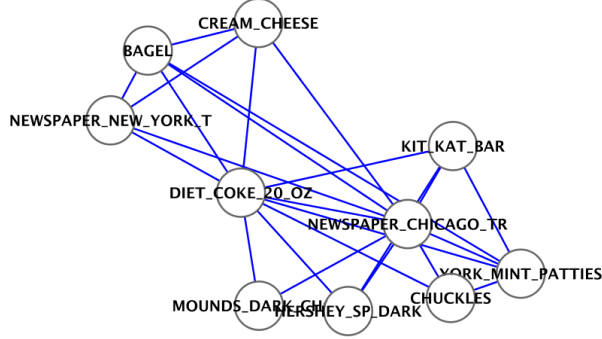 CREAM_CHEESE
BAGEL
NEWSPAPER_NEW_YORK_T
KIT_KAT_BAR
DIET_COKE_20_OZ
NEWSPAPER_CHICAGO_TR
YORK_MINT_PATTIES
CHUCKLES
MOUNDS_DARK_CH
HERSHEY_SP_DARK